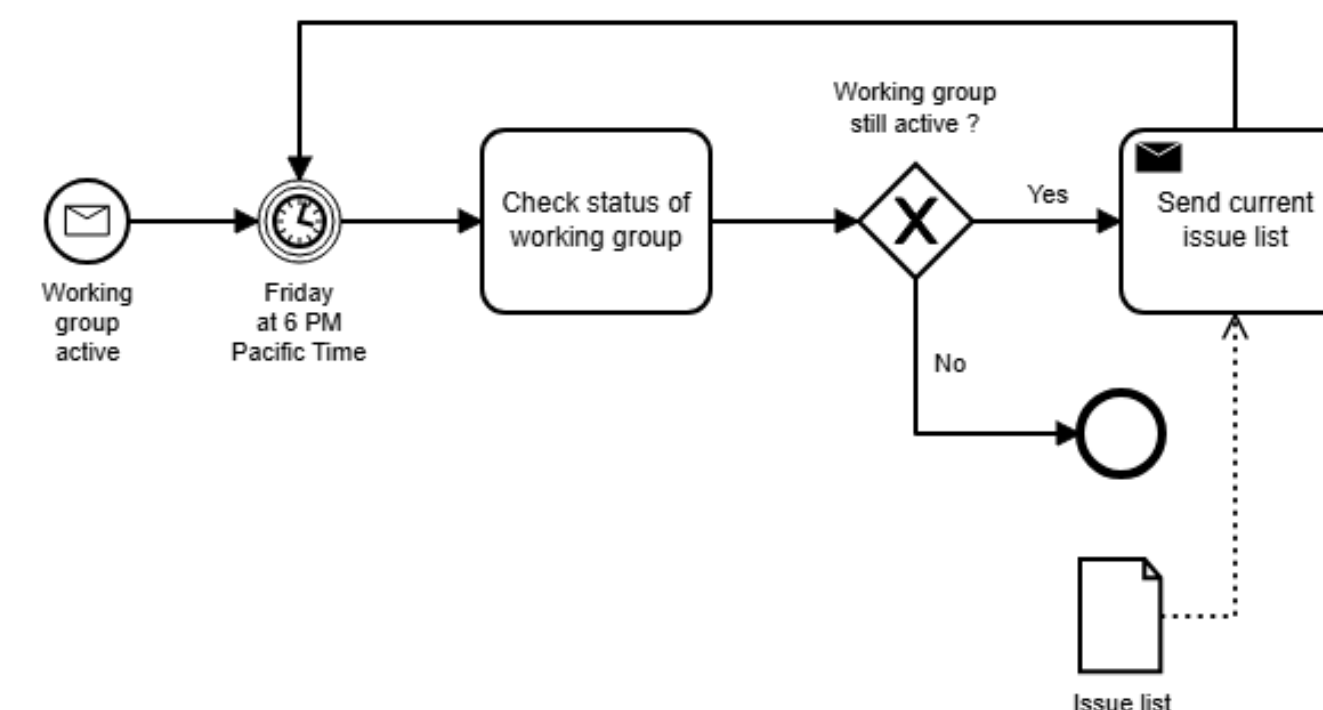 Working group
still active ?
Yes
Check status of
working group
Send current
issue list
Working
group
active
Friday
at 6 PM
Pacific Time
No
Issue list